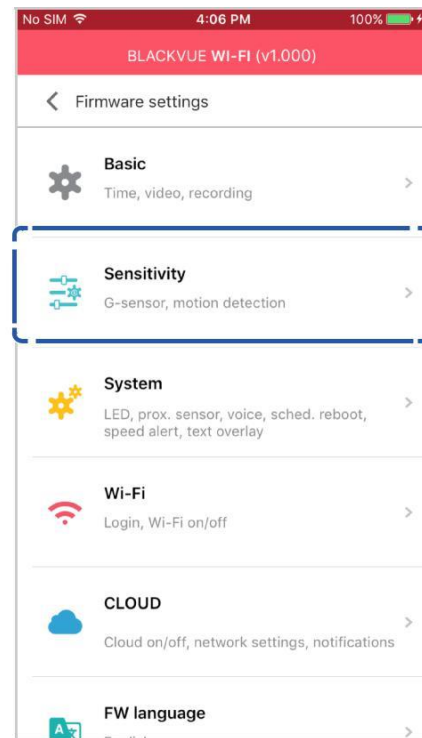 No SIM 4:06 PM 100%
BLACKVUE WI-FI (v1.000)
Firmware settings
Basic
Time, video, recording
Sensitivity
G-sensor, motion detection
System
LED, prox. sensor, voice, sched. reboot,
speed alert, text overlay
Wi-Fi
Login, Wi-Fi on/off
CLOUD
Cloud on/off, network settings, notifications
FW language